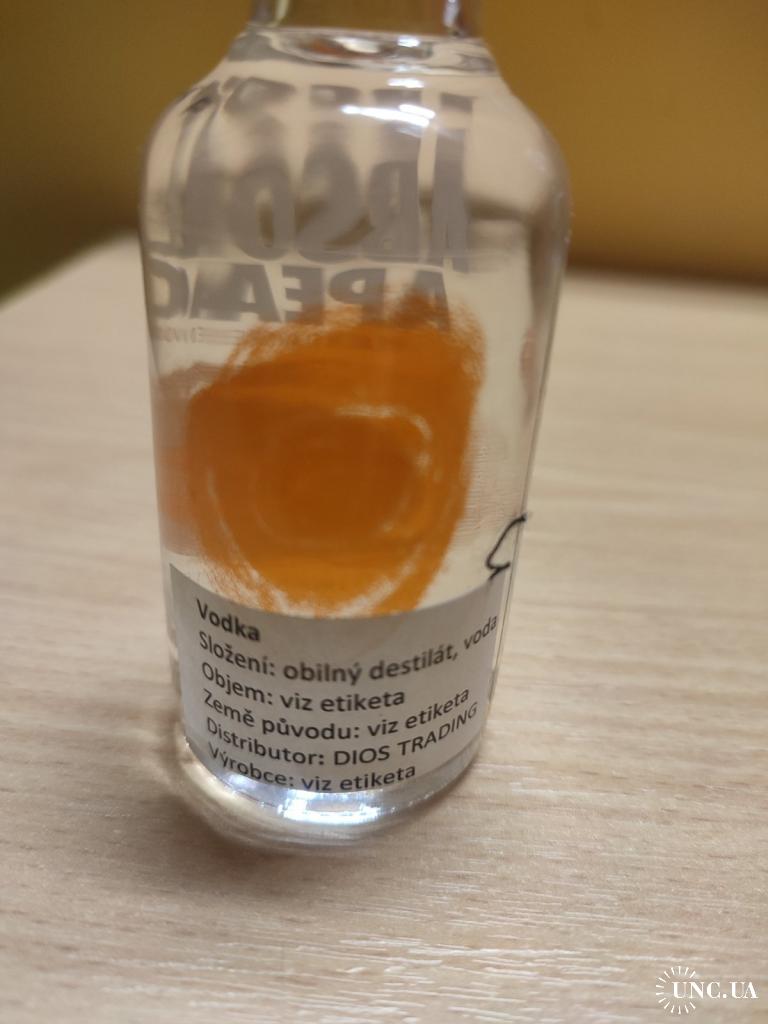 Vodka
Složení: obilný destilát, voda
Objem: viz etiketa
Země původu: viz etiketa
Distributor: DIOS TRADING
Výrobce: viz etiketa
UNC.UA